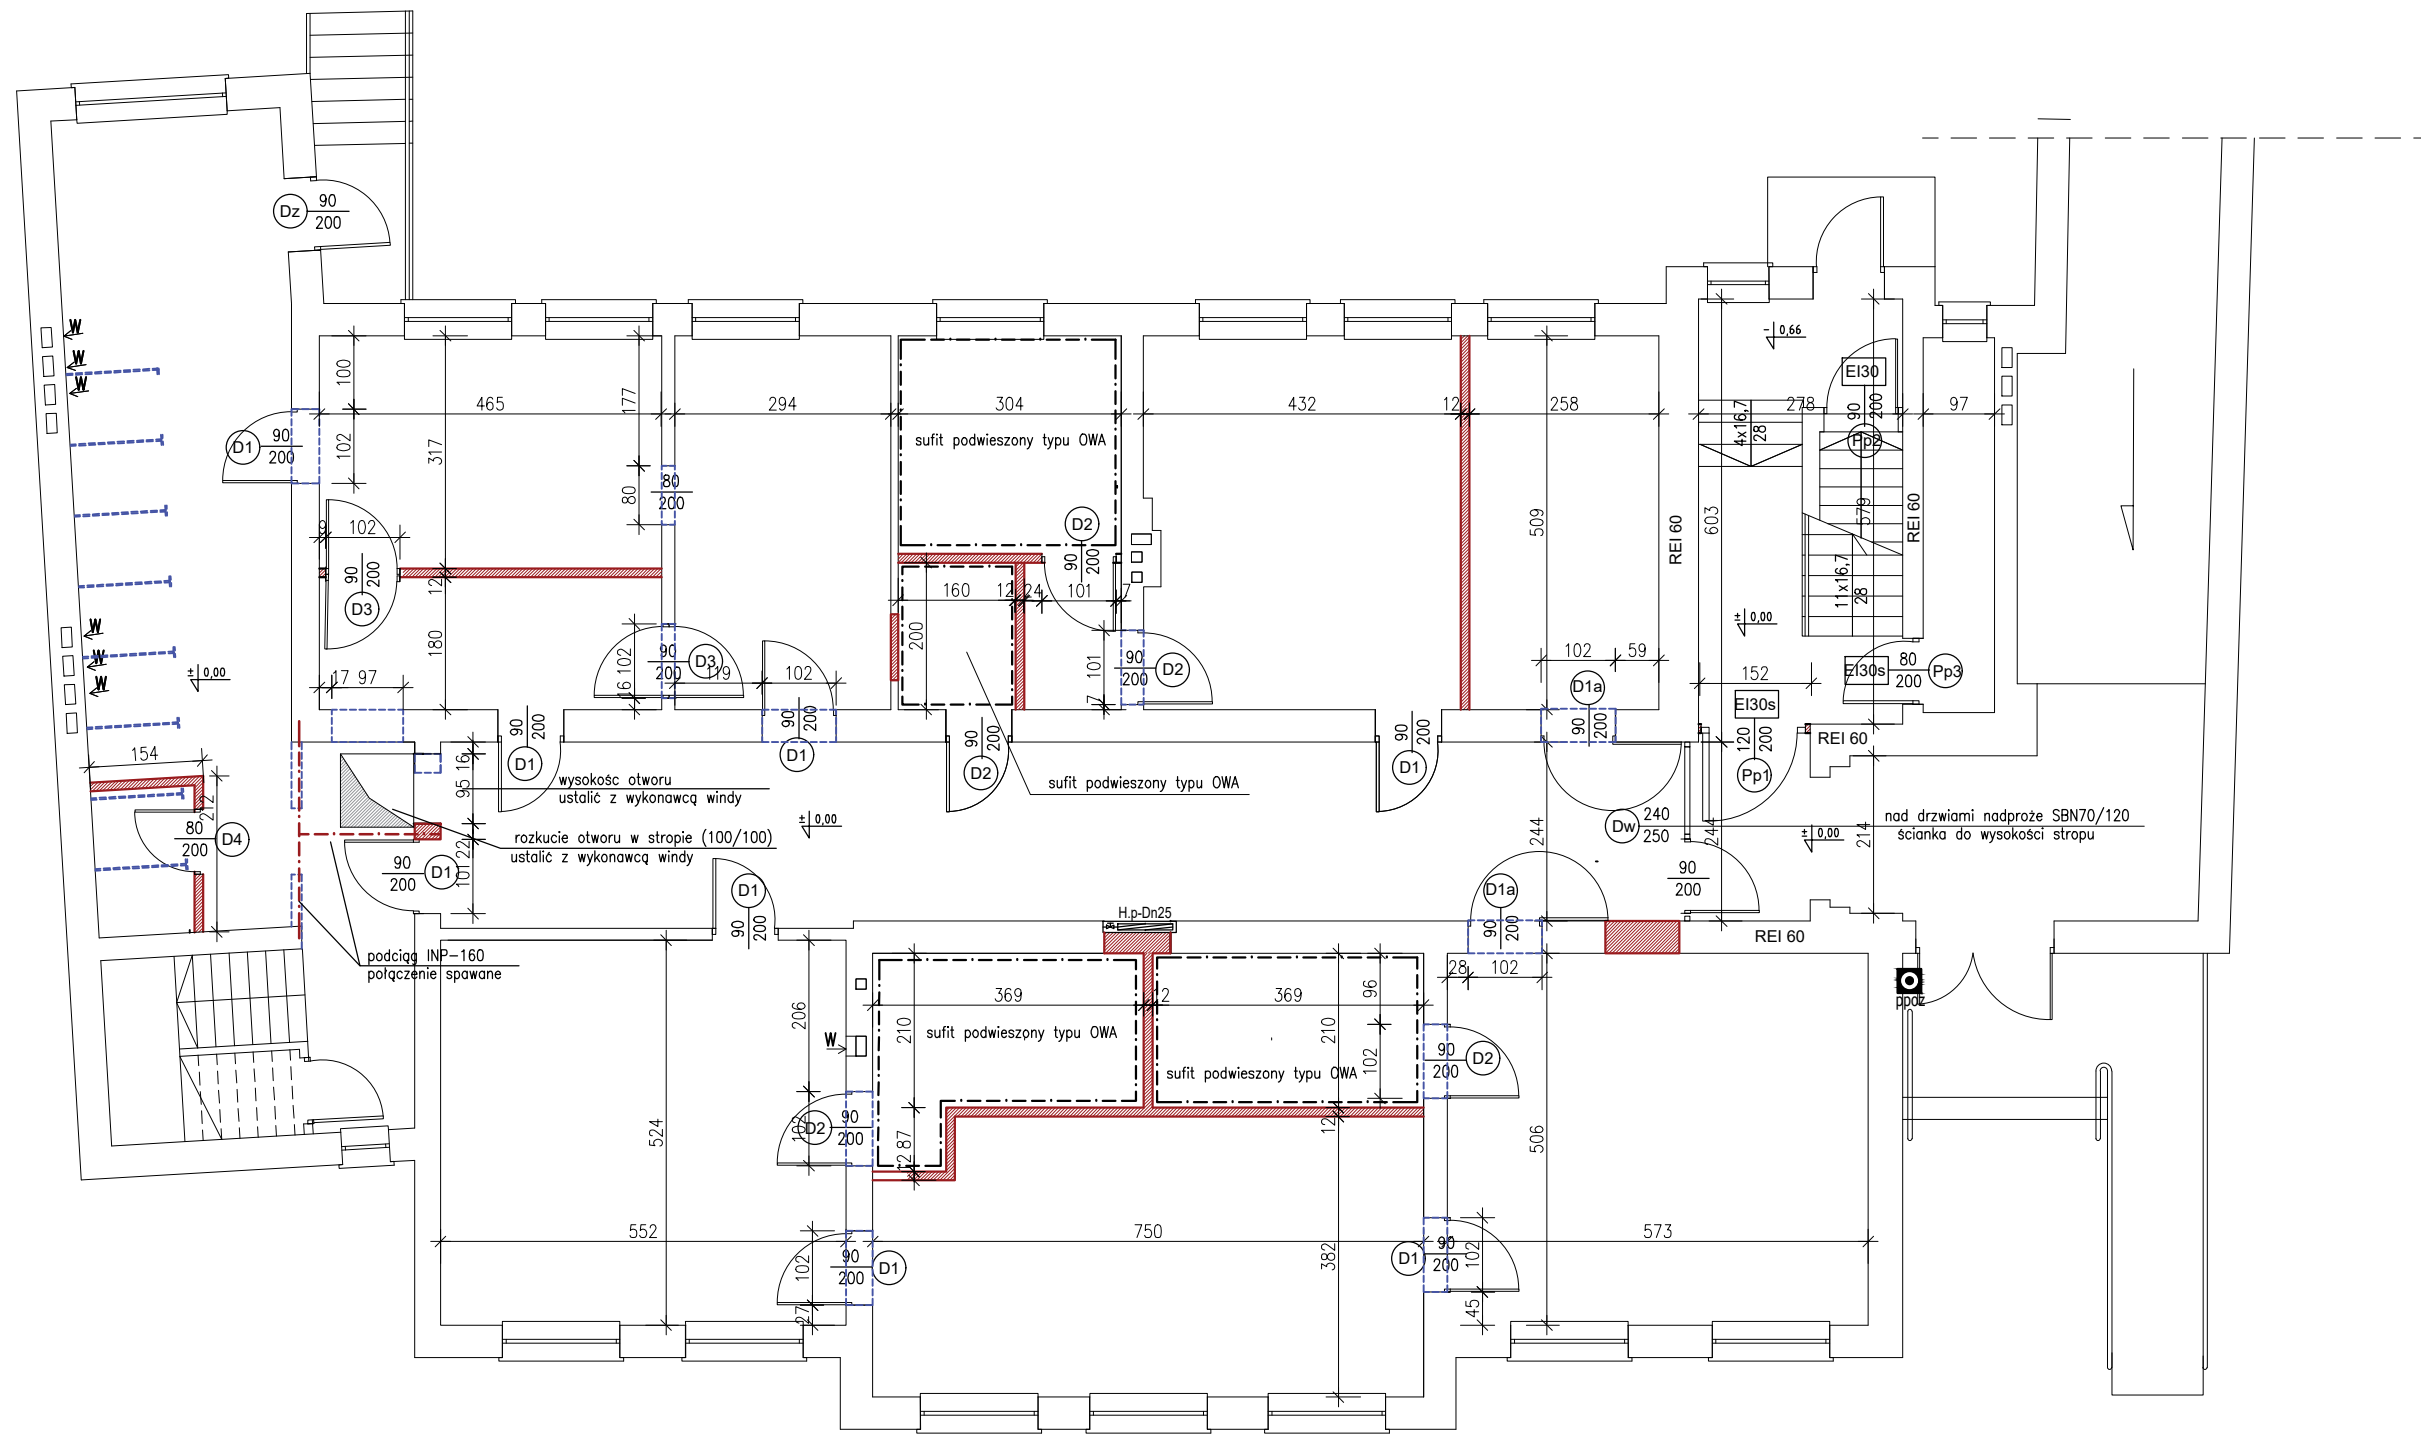 Dz
90
200
- 0,66
W
W
W
100
177
EI30
90
200
465
294
304
432
12
258
278
97
sufit podwieszony typu OWA
4x16,7
28
Pp2
D1
90
200
102
317
80
80
200
509
603
579
REI 60
REI 60
9
102
D2
90
200
90
200
D3
12
160
12
24
101
7
11x16,7
28
± 0,00
W
W
W
180
102
16
200
101
7
90
200
D3
119
102
90
200
D2
102
59
± 0,00
17
97
152
EI30s
80
200
Pp3
D1a
90
200
EI30s
120
200
Pp1
REI 60
90
200
D1
90
200
D1
90
200
D2
90
200
D1
154
16
95
wysokośc otworu
ustalić z wykonawcą windy
sufit podwieszony typu OWA
212
80
200
D4
± 0,00
rozkucie otworu w stropie (100/100)
ustalić z wykonawcą windy
244
Dw
240
250
244
± 0,00
214
nad drzwiami nadproże SBN70/120
ścianka do wysokości stropu
22
101
90
200
D1
D1
90
200
D1a
90
200
90
200
H.p-Dn25
REI 60
podciąg INP-160
połączenie spawane
28
102
ppoż
206
369
12
369
96
210
sufit podwieszony typu OWA
210
102
sufit podwieszony typu OWA
W
90
200
D2
524
102
D2
90
200
87
12
12
506
552
750
573
102
27
90
200
D1
382
D1
90
200
102
45